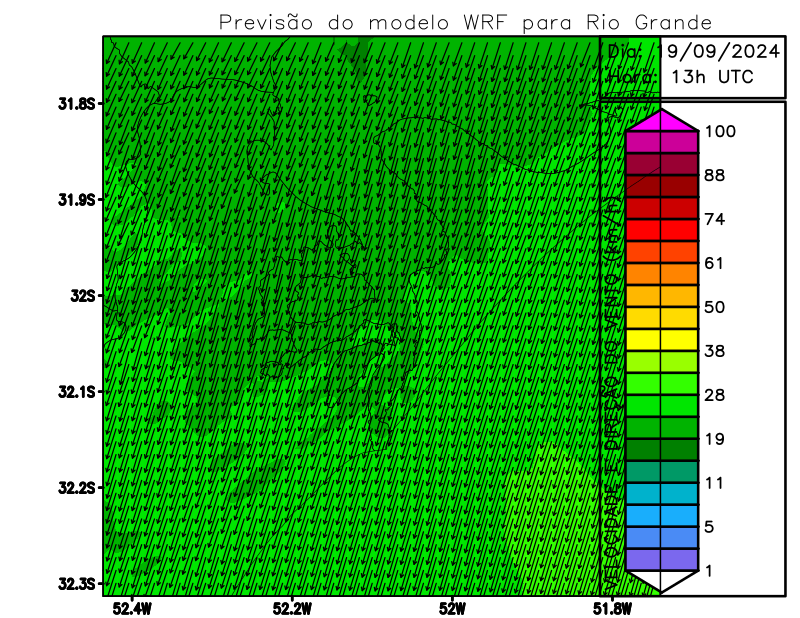 Previsão do modelo WRF para Rio Grande
Dia: 19/09/2024
Hora: 13h UTC
31.8S
31.9S
32S
32.1S
32.2S
32.3S
52.4W
52.2W
52W
51.8W
VELOCIDADE E DIREÇÃO DO VENTO (km/h)
100
88
74
61
50
38
28
19
11
5
1